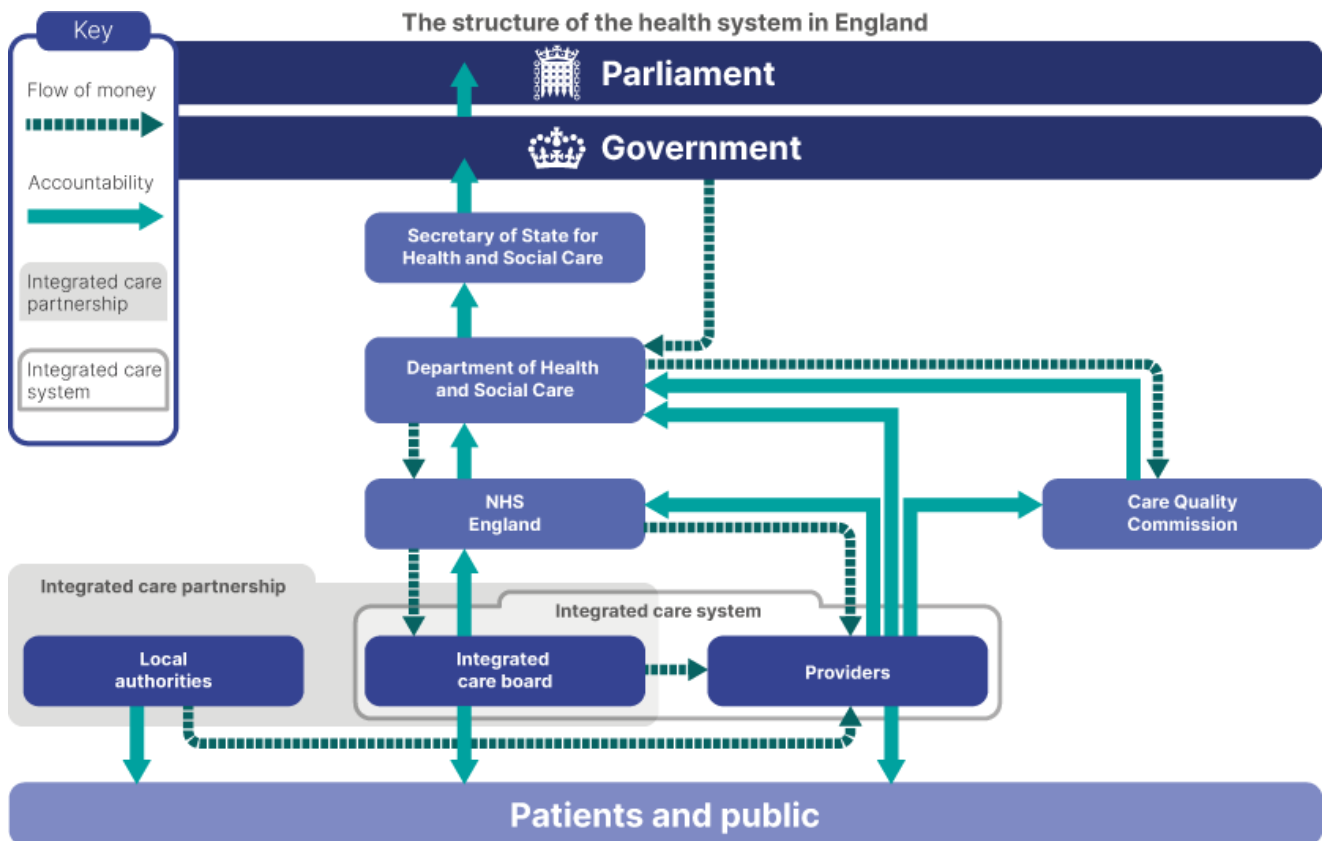 The structure of the health system in England
Key
Flow of money
Accountability
Integrated care
partnership
Integrated care
system
Parliament
Government
Secretary of State for
Health and Social Care
Department of Health
and Social Care
NHS
England
Care Quality
Commission
Integrated care partnership
Integrated care system
Local
authorities
Integrated
care board
Providers
Patients and public